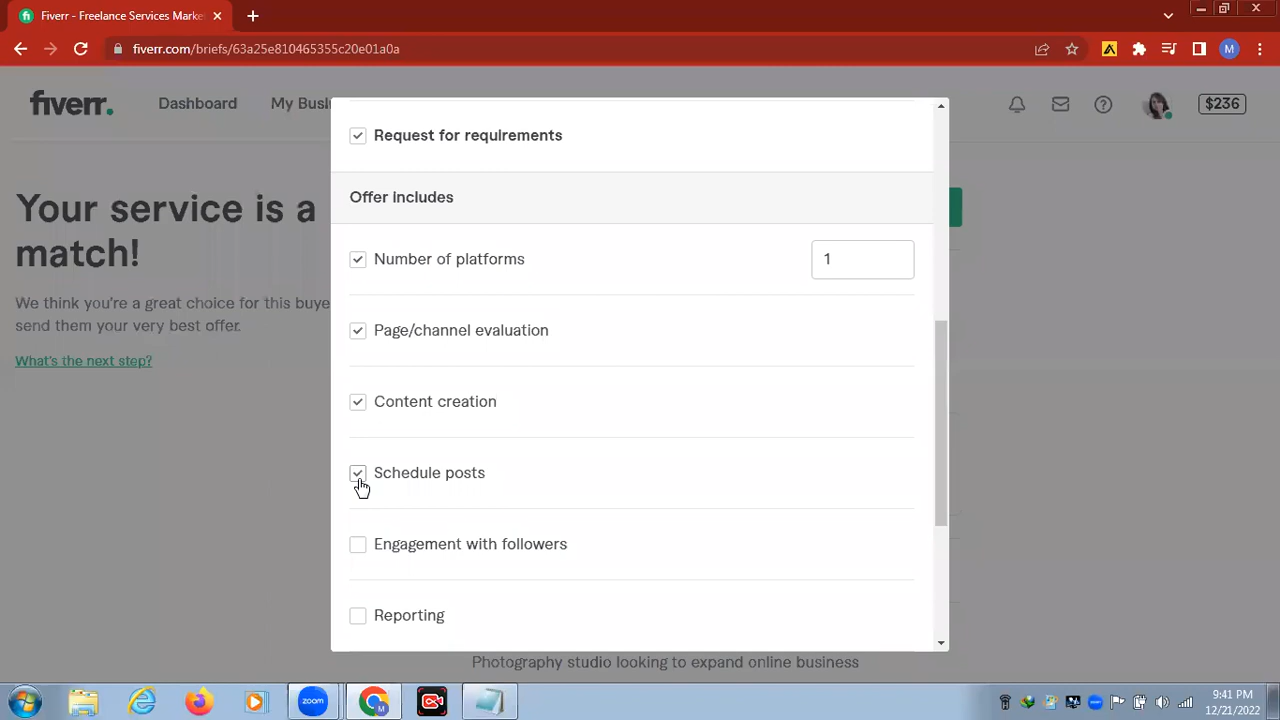 Fiverr - Freelance Services Marke
fiverr.com/briefs/63a25e810465355c20e01a0a
M
fiverr.
Dashboard
My Busi
$236
Your service is a
match!
We think you're a great choice for this buye
send them your very best offer.
What's the next step?
Request for requirements
Offer includes
Number of platforms
1
Page/channel evaluation
Content creation
Schedule posts
Engagement with followers
Reporting
Photography studio looking to expand online business
zoom
M
9:41 PM
12/21/2022